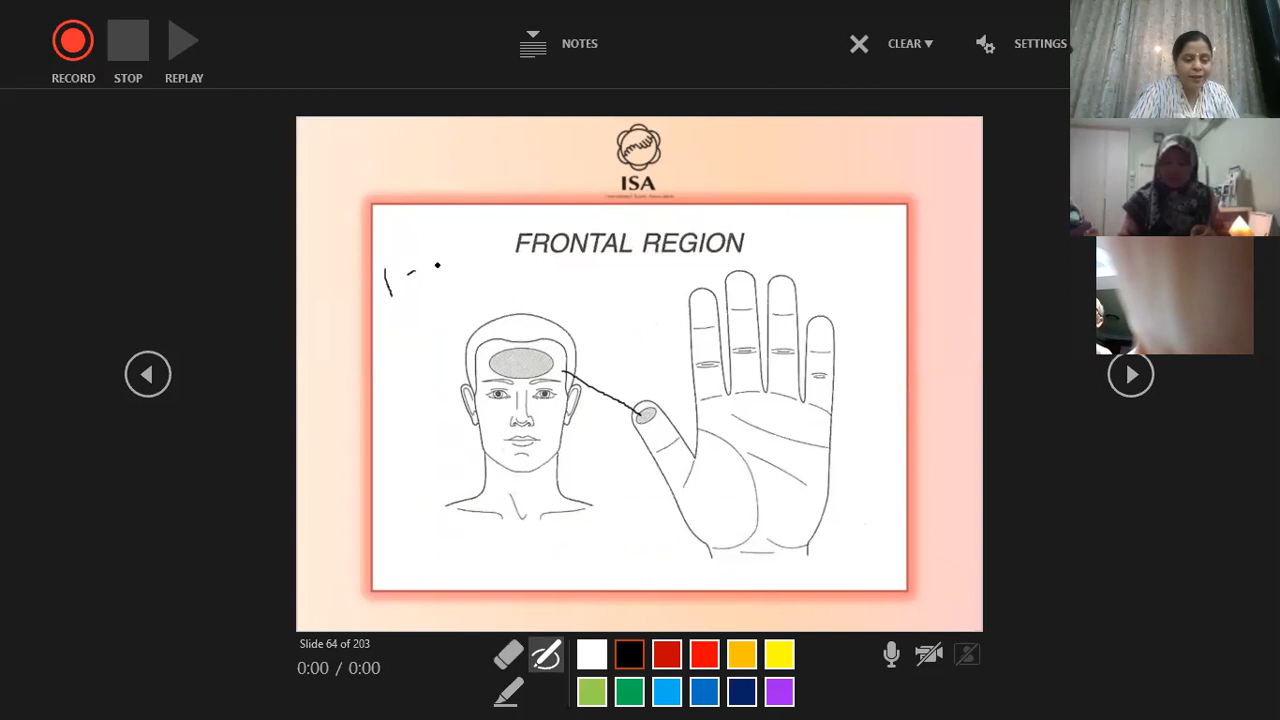 NOTES
CLEAR ▼
SETTINGS
RECORD
STOP
REPLAY
ISA
FRONTAL REGION
Slide 64 of 203
0:00 / 0:00